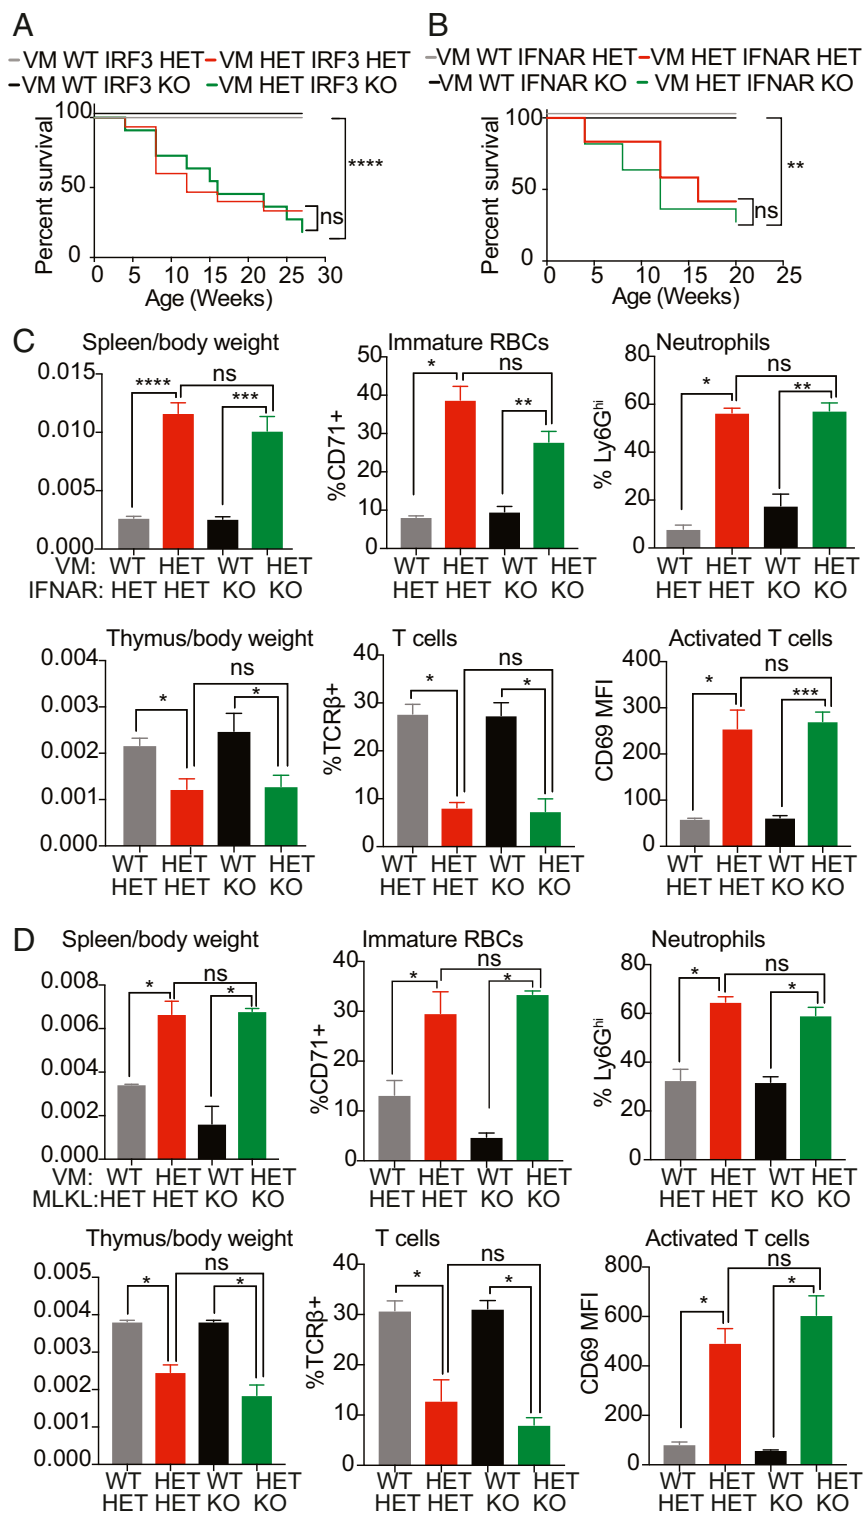 A
VM WT IRF3 HET VM HET IRF3 HET
VM WT IRF3 KO VM HET IRF3 KO
Percent survival
100
50
0
****
ns
0 5 10 15 20 25 30
Age (Weeks)
B
VM WT IFNAR HET VM HET IFNAR HET
VM WT IFNAR KO VM HET IFNAR KO
Percent survival
100
50
0
**
ns
0 5 10 15 20 25
Age (Weeks)
C
Spleen/body weight
0.015
0.010
0.005
0.000
**** ns
***
VM: WT HET WT HET
IFNAR: HET HET KO KO
Immature RBCs
%CD71+
50
40
30
20
10
0
* ns
**
WT HET WT HET
HET HET KO KO
Neutrophils
% Ly6Ghi
80
60
40
20
0
* ns
**
WT HET WT HET
HET HET KO KO
Thymus/body weight
0.004
0.003
0.002
0.001
0.000
ns
* *
WT HET WT HET
HET HET KO KO
T cells
%TCRβ+
40
30
20
10
0
ns
* *
WT HET WT HET
HET HET KO KO
Activated T cells
CD69 MFI
400
300
200
100
0
ns
* ***
WT HET WT HET
HET HET KO KO
D
Spleen/body weight
0.008
0.006
0.004
0.002
0.000
* ns
*
VM: WT HET WT HET
MLKL: HET HET KO KO
Immature RBCs
%CD71+
40
30
20
10
0
ns
* *
WT HET WT HET
HET HET KO KO
Neutrophils
% Ly6Ghi
80
60
40
20
0
* ns
*
WT HET WT HET
HET HET KO KO
Thymus/body weight
0.005
0.004
0.003
0.002
0.001
0.000
ns
* *
WT HET WT HET
HET HET KO KO
T cells
%TCRβ+
40
30
20
10
0
ns
* *
WT HET WT HET
HET HET KO KO
Activated T cells
CD69 MFI
800
600
400
200
0
ns
* *
WT HET WT HET
HET HET KO KO